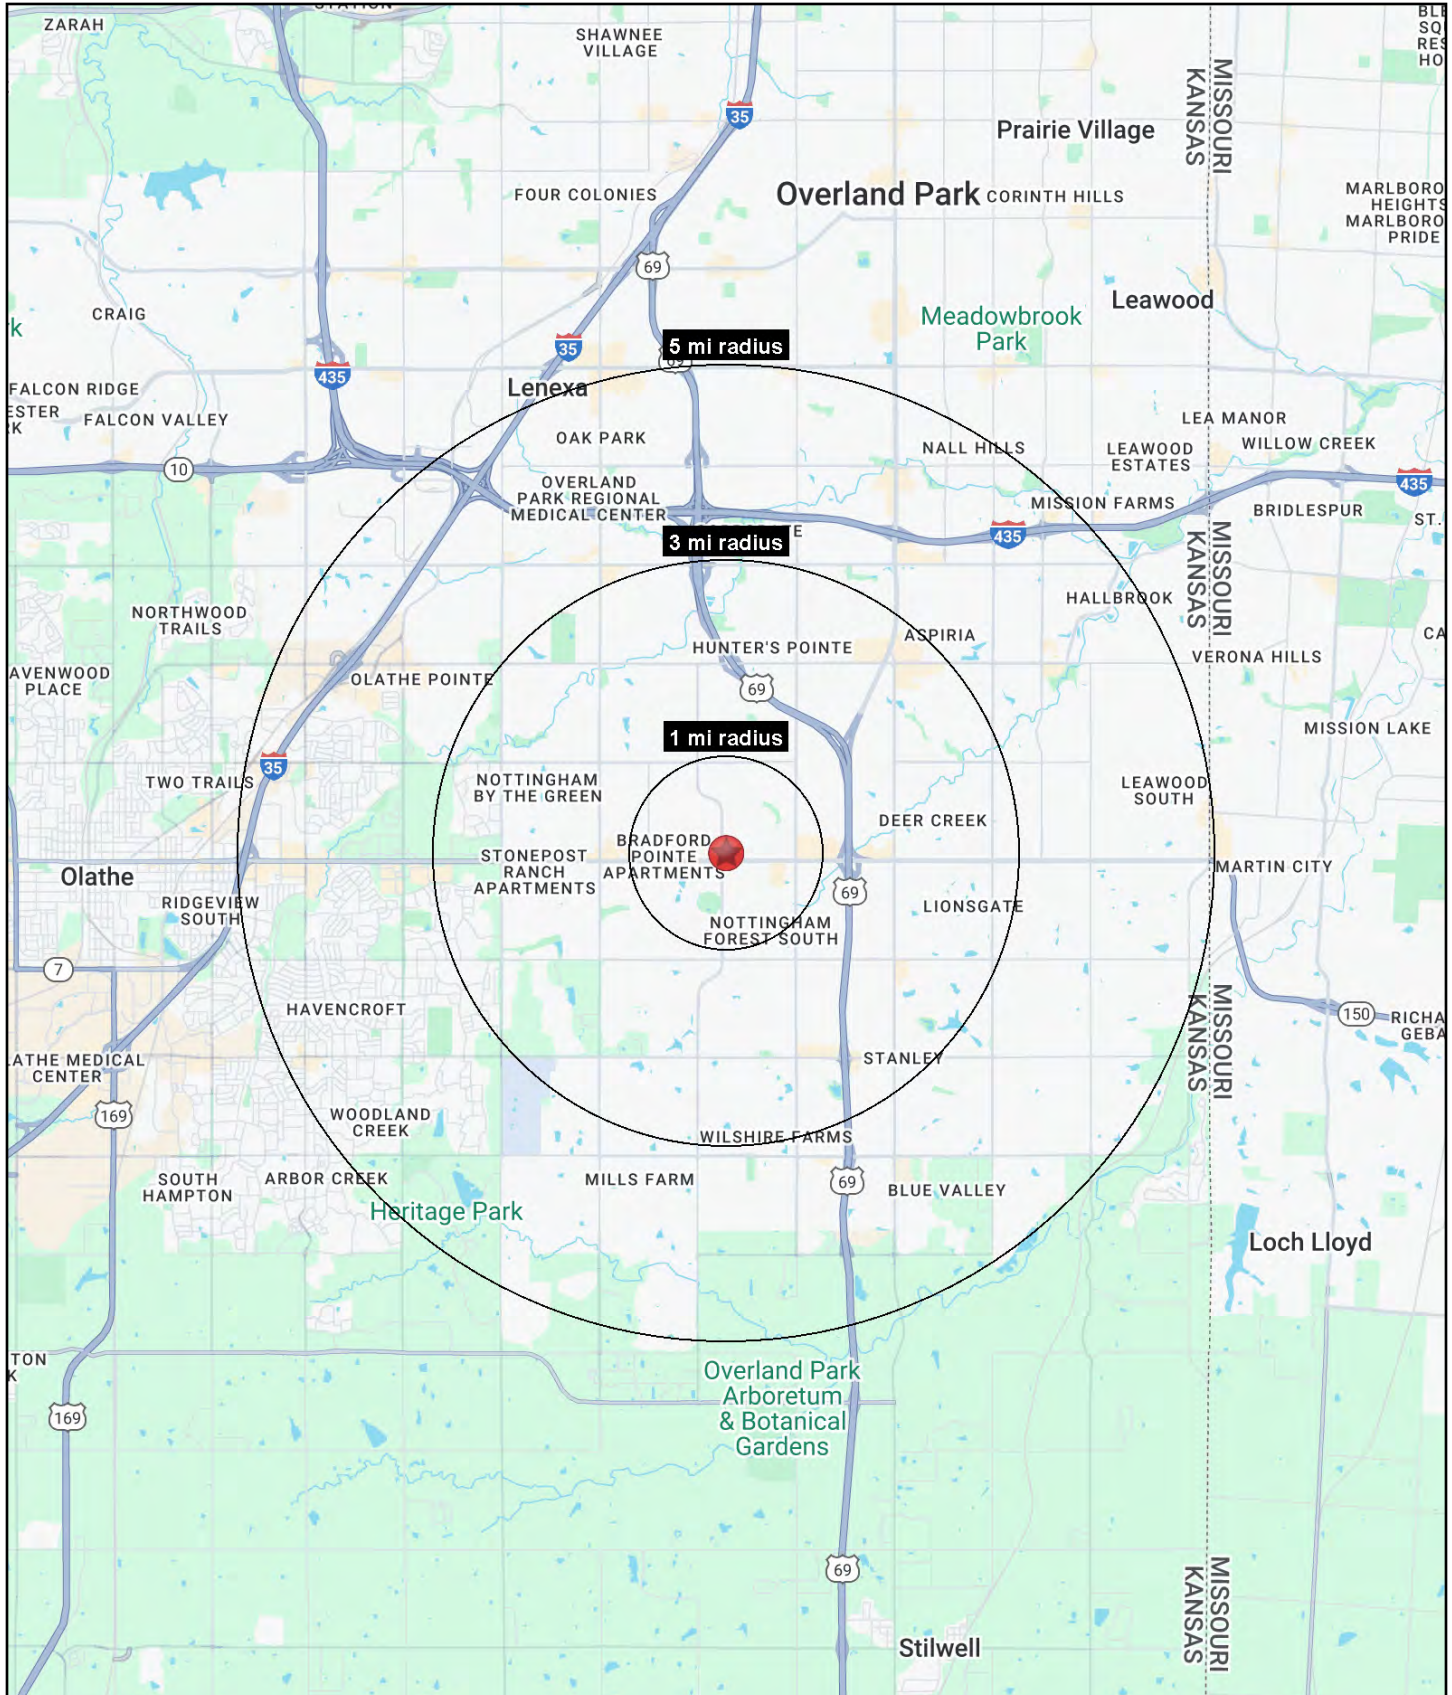 STATION
ZARAH
SHAWNEE
VILLAGE
35
MISSOURI
KANSAS
Prairie Village
Overland Park
CORINTH HILLS
FOUR COLONIES
MARLBORO
HEIGHTS
MARLBORO
PRIDE
69
CRAIG
Leawood
Meadowbrook
Park
35
5 mi radius
435
Lenexa
FALCON RIDGE
FALCON VALLEY
LEA MANOR
OAK PARK
NALL HILLS
LEAWOOD
ESTATES
WILLOW CREEK
10
435
OVERLAND
PARK REGIONAL
MEDICAL CENTER
MISSION FARMS
BRIDLESPUR
ST.
435
3 mi radius
MISSOURI
KANSAS
NORTHWOOD
TRAILS
HALLBROOK
HUNTER'S POINTE
ASPIRIA
VERONA HILLS
AVENWOOD
PLACE
OLATHE POINTE
69
MISSION LAKE
1 mi radius
35
TWO TRAILS
NOTTINGHAM
BY THE GREEN
LEAWOOD
SOUTH
DEER CREEK
BRADFORD
POINTE
APARTMENTS
STONEPOST
RANCH
APARTMENTS
MARTIN CITY
Olathe
69
RIDGEVIEW
SOUTH
LIONSGATE
NOTTINGHAM
FOREST SOUTH
7
HAVENCROFT
MISSOURI
KANSAS
150
RICHA
GEBA
LATHE MEDICAL
CENTER
STANLEY
169
WOODLAND
CREEK
WILSHIRE FARMS
SOUTH
HAMPTON
ARBOR CREEK
MILLS FARM
69
BLUE VALLEY
Heritage Park
Loch Lloyd
TON
K
Overland Park
Arboretum
& Botanical
Gardens
169
69
MISSOURI
KANSAS
Stilwell